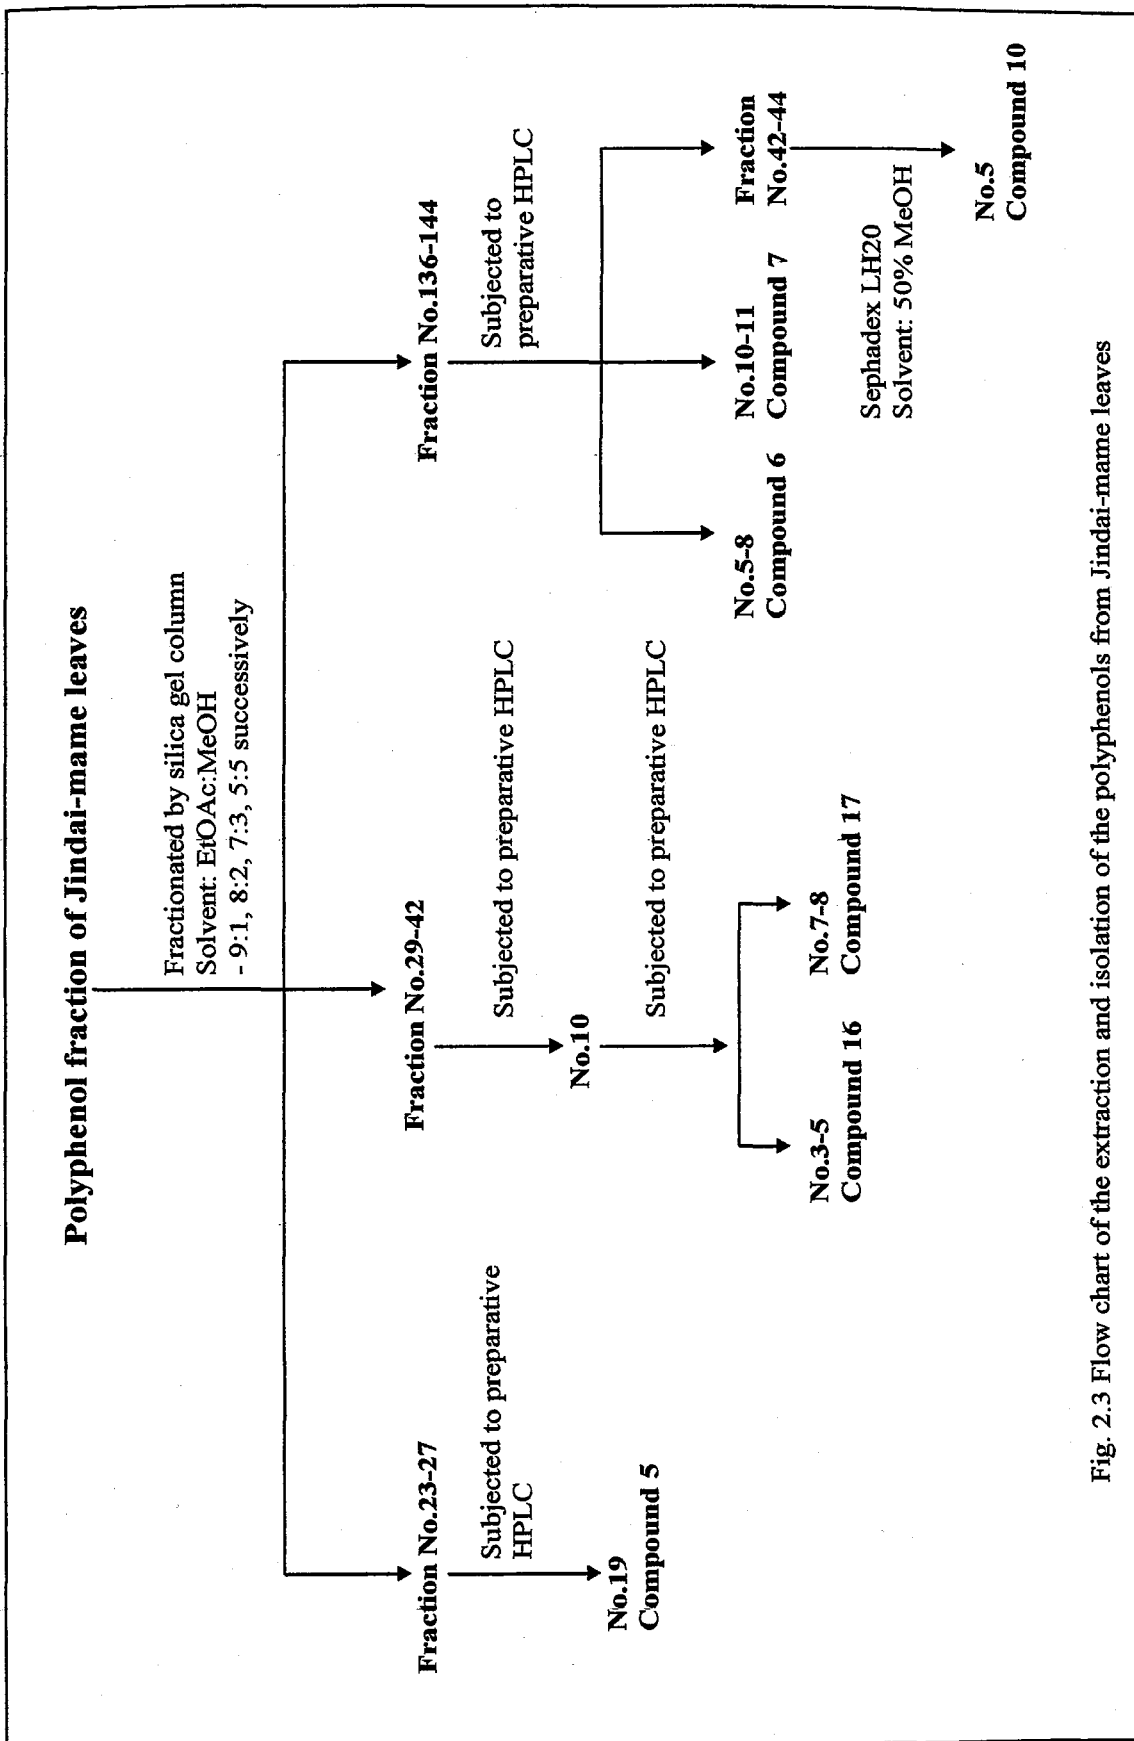 Polyphenol fraction of Jindai-mame leaves
Fractionated by silica gel column
Solvent: EtOAc:MeOH
- 9:1, 8:2, 7:3, 5:5 successively
Fraction No.23-27
Subjected to preparative
HPLC
No.19
Compound 5
Fraction No.29-42
Subjected to preparative HPLC
No.10
Subjected to preparative HPLC
No.3-5
Compound 16
No.7-8
Compound 17
Fraction No.136-144
Subjected to
preparative HPLC
No.5-8
Compound 6
No.10-11
Compound 7
Fraction
No.42-44
Sephadex LH20
Solvent: 50% MeOH
No.5
Compound 10
Fig. 2.3 Flow chart of the extraction and isolation of the polyphenols from Jindai-mame leaves